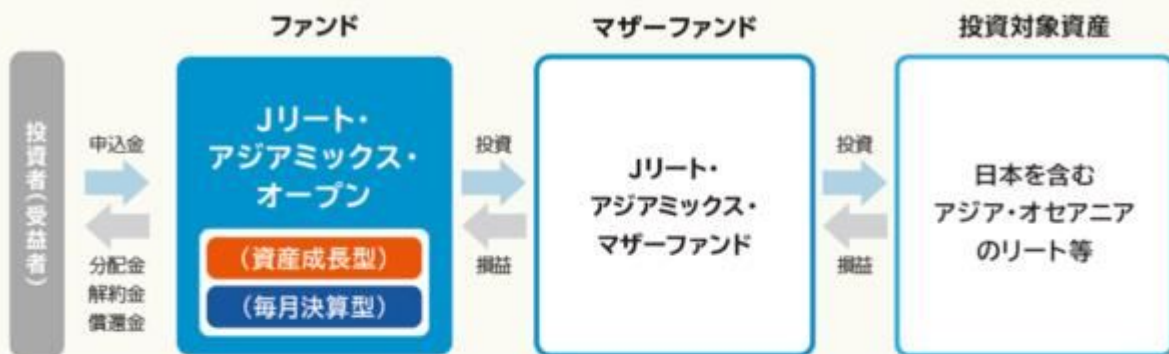 ファンド
マザーファンド
投資対象資産
投資者(受益者)
申込金
分配金
解約金
償還金
Jリート・
アジアミックス・
オープン
(資産成長型)
(毎月決算型)
投資
損益
Jリート・
アジアミックス・
マザーファンド
投資
損益
日本を含む
アジア・オセアニア
のリート等